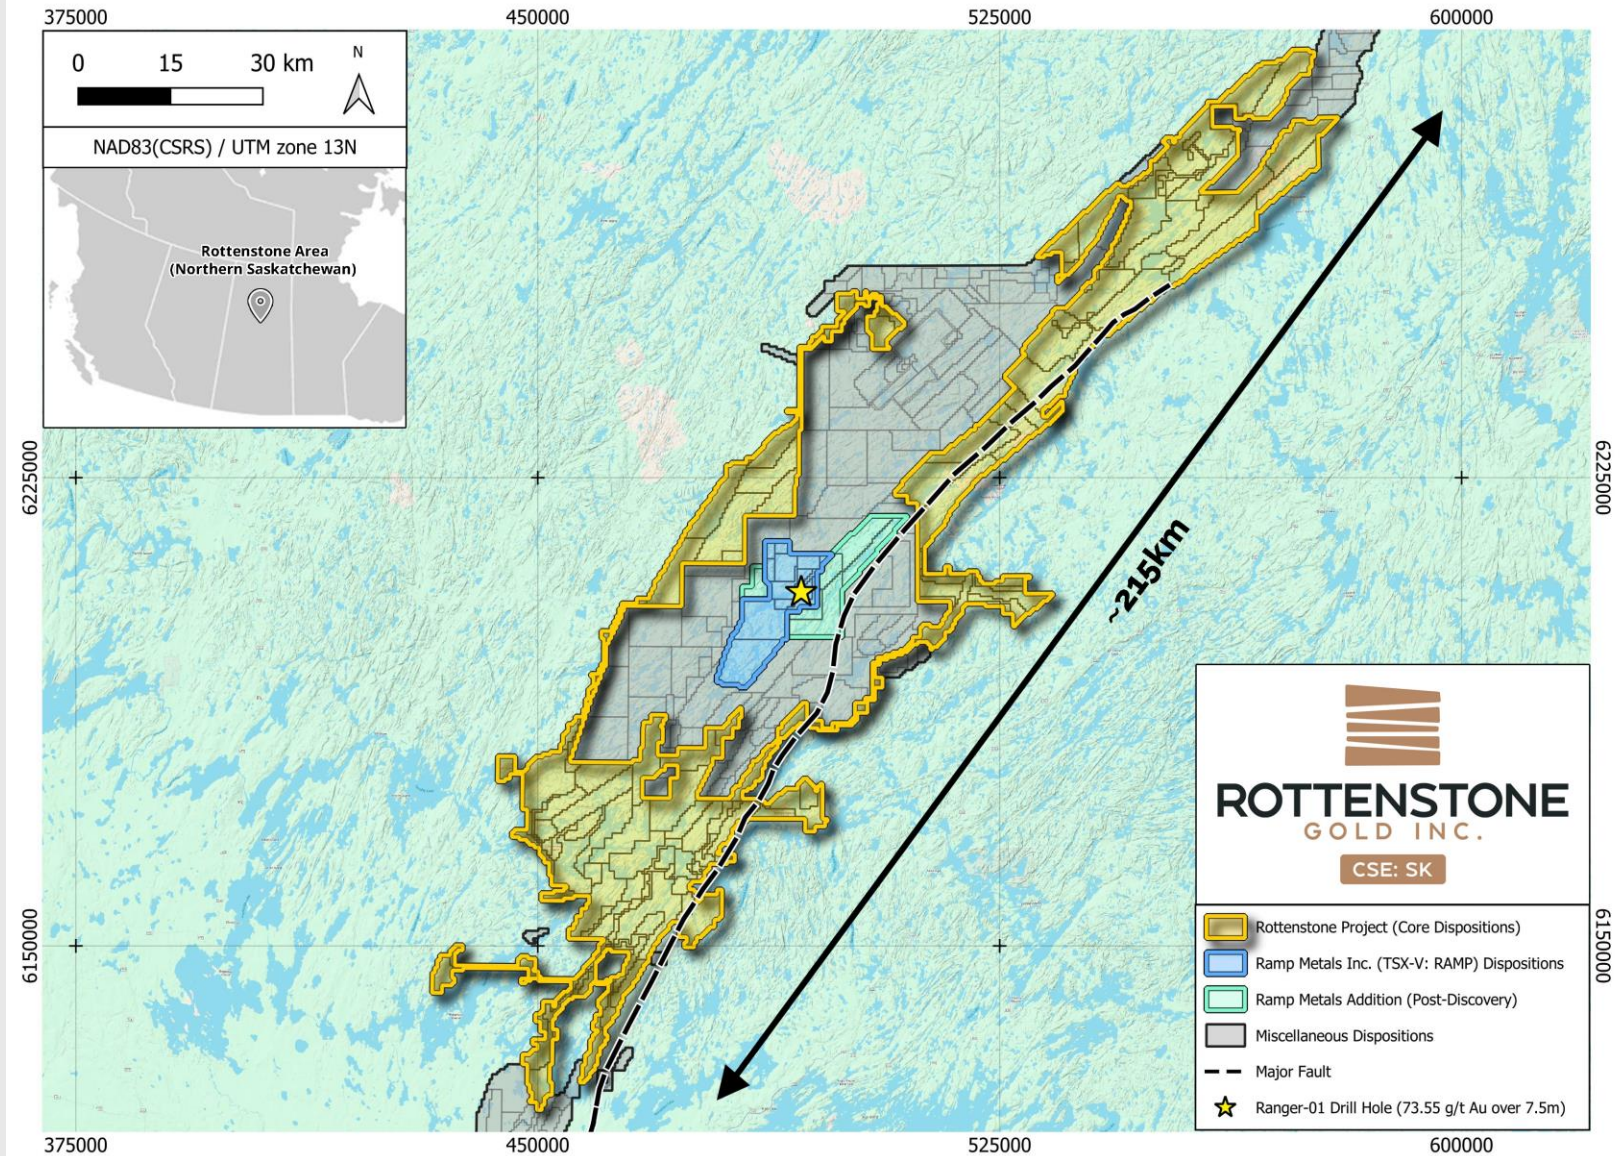 375000
450000
525000
600000
0 15 30 km
N
NAD83(CSRS) / UTM zone 13N
Rottenstone Area
(Northern Saskatchewan)
6225000
6225000
~215km
6150000
6150000
ROTTENSTONE
GOLD INC.
CSE: SK
Rottenstone Project (Core Dispositions)
Ramp Metals Inc. (TSX-V: RAMP) Dispositions
Ramp Metals Addition (Post-Discovery)
Miscellaneous Dispositions
Major Fault
Ranger-01 Drill Hole (73.55 g/t Au over 7.5m)
375000
450000
525000
600000